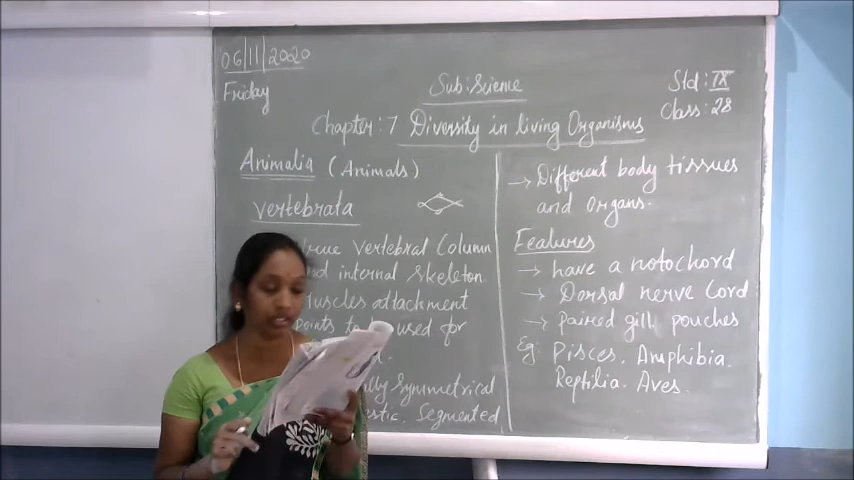 06/11/2020
Friday
Sub: Science
Std: IX
Class: 28
Chapter: 7 Diversity in Living Organisms
Animalia (Animals)
Vertebrata
True Vertebral Column
and internal Skeleton
Muscles attachment
Points to be used for
Symmetrical
Segmented
→ Different body tissues
and Organs.
Features
→ have a notochord
→ Dorsal nerve Cord
→ paired gill pouches
Eg: Pisces. Amphibia.
Reptilia. Aves.